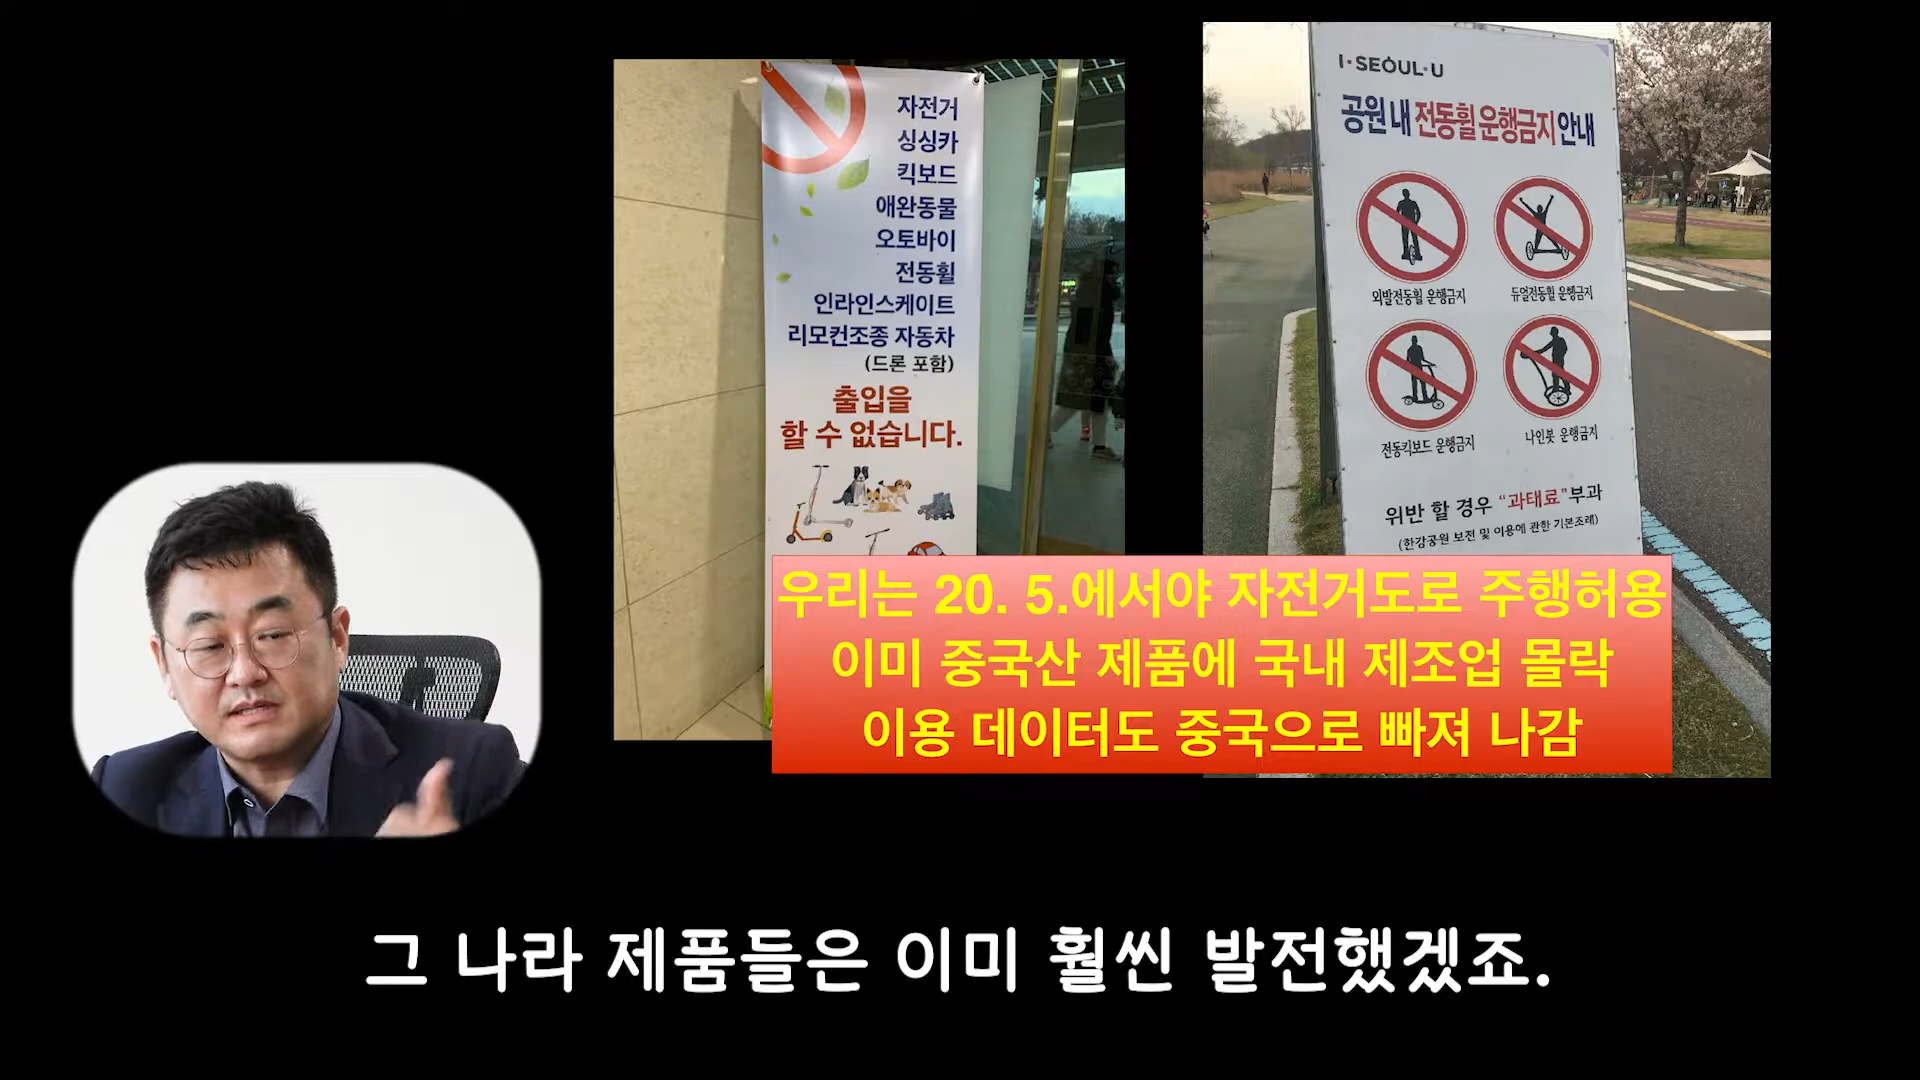 자전거
싱싱카
킥보드
애완동물
오토바이
전동휠
인라인스케이트
리모컨조종 자동차
(드론 포함)
출입을
할 수 없습니다.
I·SEOUL·U
공원 내 전동휠 운행금지 안내
외발전동휠 운행금지
듀얼전동휠 운행금지
전동킥보드 운행금지
나인봇 운행금지
위반 할 경우 “과태료”부과
(한강공원 보전 및 이용에 관한 기본조례)
우리는 20. 5.에서야 자전거도로 주행허용
이미 중국산 제품에 국내 제조업 몰락
이용 데이터도 중국으로 빠져 나감
그 나라 제품들은 이미 훨씬 발전했겠죠.